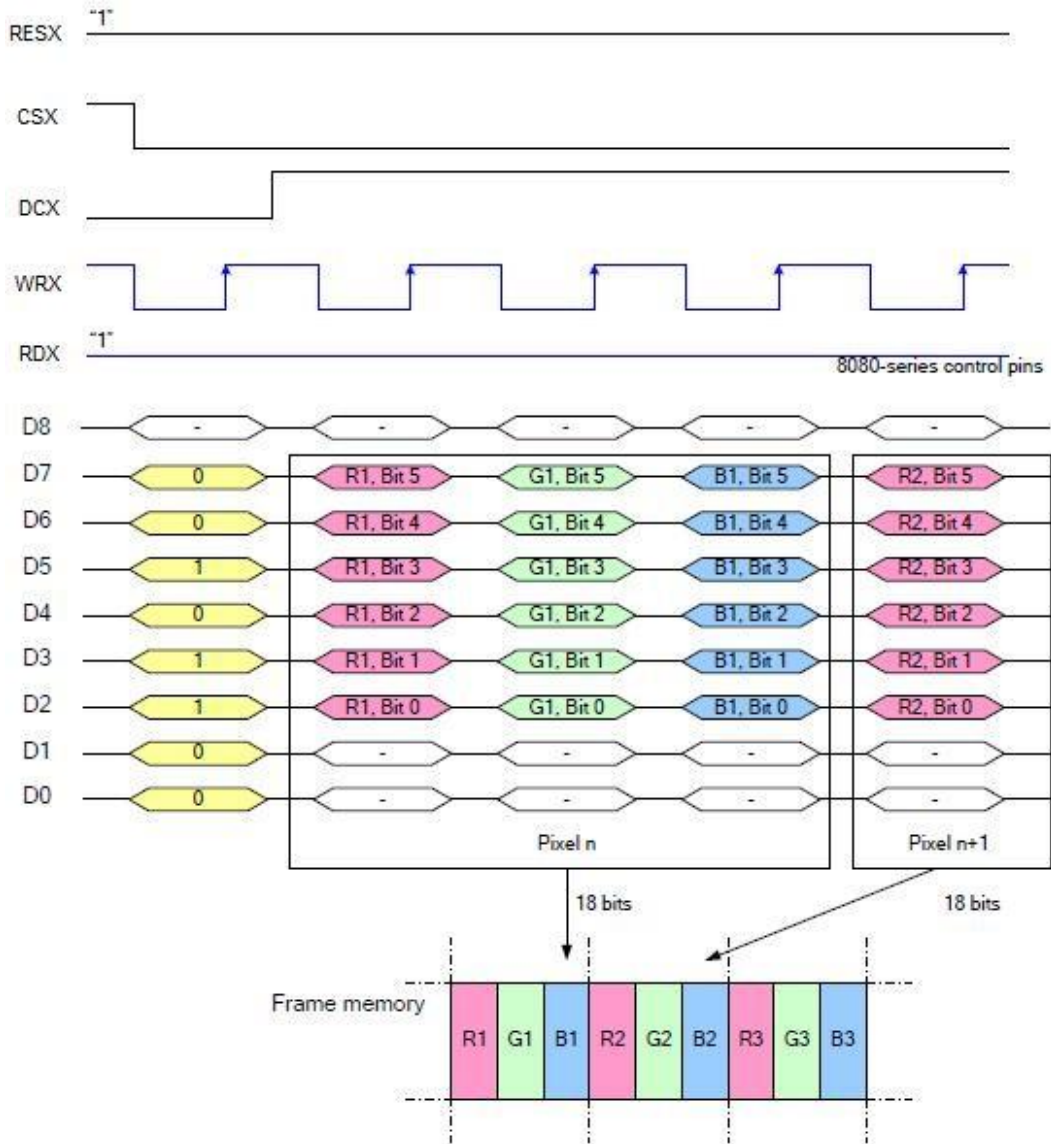 “1”
RESX
CSX
DCX
WRX
“1”
RDX
8080-series control pins
D8 - - - - -
D7 0 R1, Bit 5 G1, Bit 5 B1, Bit 5 R2, Bit 5
D6 0 R1, Bit 4 G1, Bit 4 B1, Bit 4 R2, Bit 4
D5 1 R1, Bit 3 G1, Bit 3 B1, Bit 3 R2, Bit 3
D4 0 R1, Bit 2 G1, Bit 2 B1, Bit 2 R2, Bit 2
D3 1 R1, Bit 1 G1, Bit 1 B1, Bit 1 R2, Bit 1
D2 1 R1, Bit 0 G1, Bit 0 B1, Bit 0 R2, Bit 0
D1 0 - - - -
D0 0 - - - -
Pixel n Pixel n+1
18 bits 18 bits
Frame memory
R1 G1 B1 R2 G2 B2 R3 G3 B3